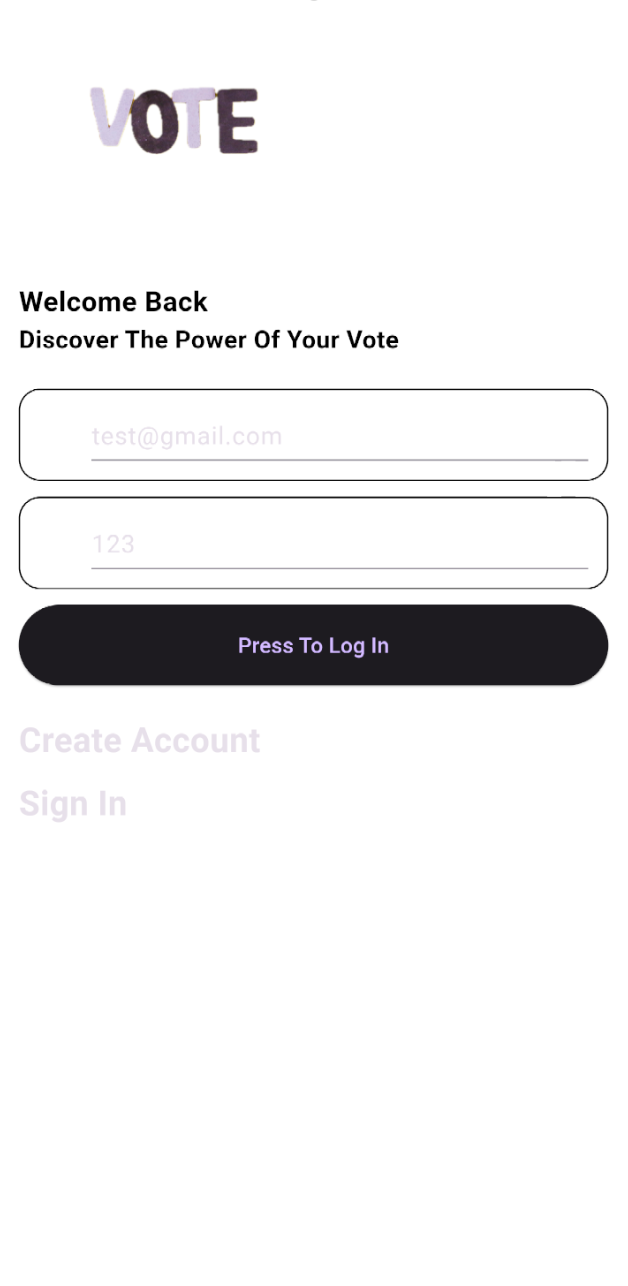 VOTE
Welcome Back
Discover The Power Of Your Vote
test@gmail.com
123
Press To Log In
Create Account
Sign In